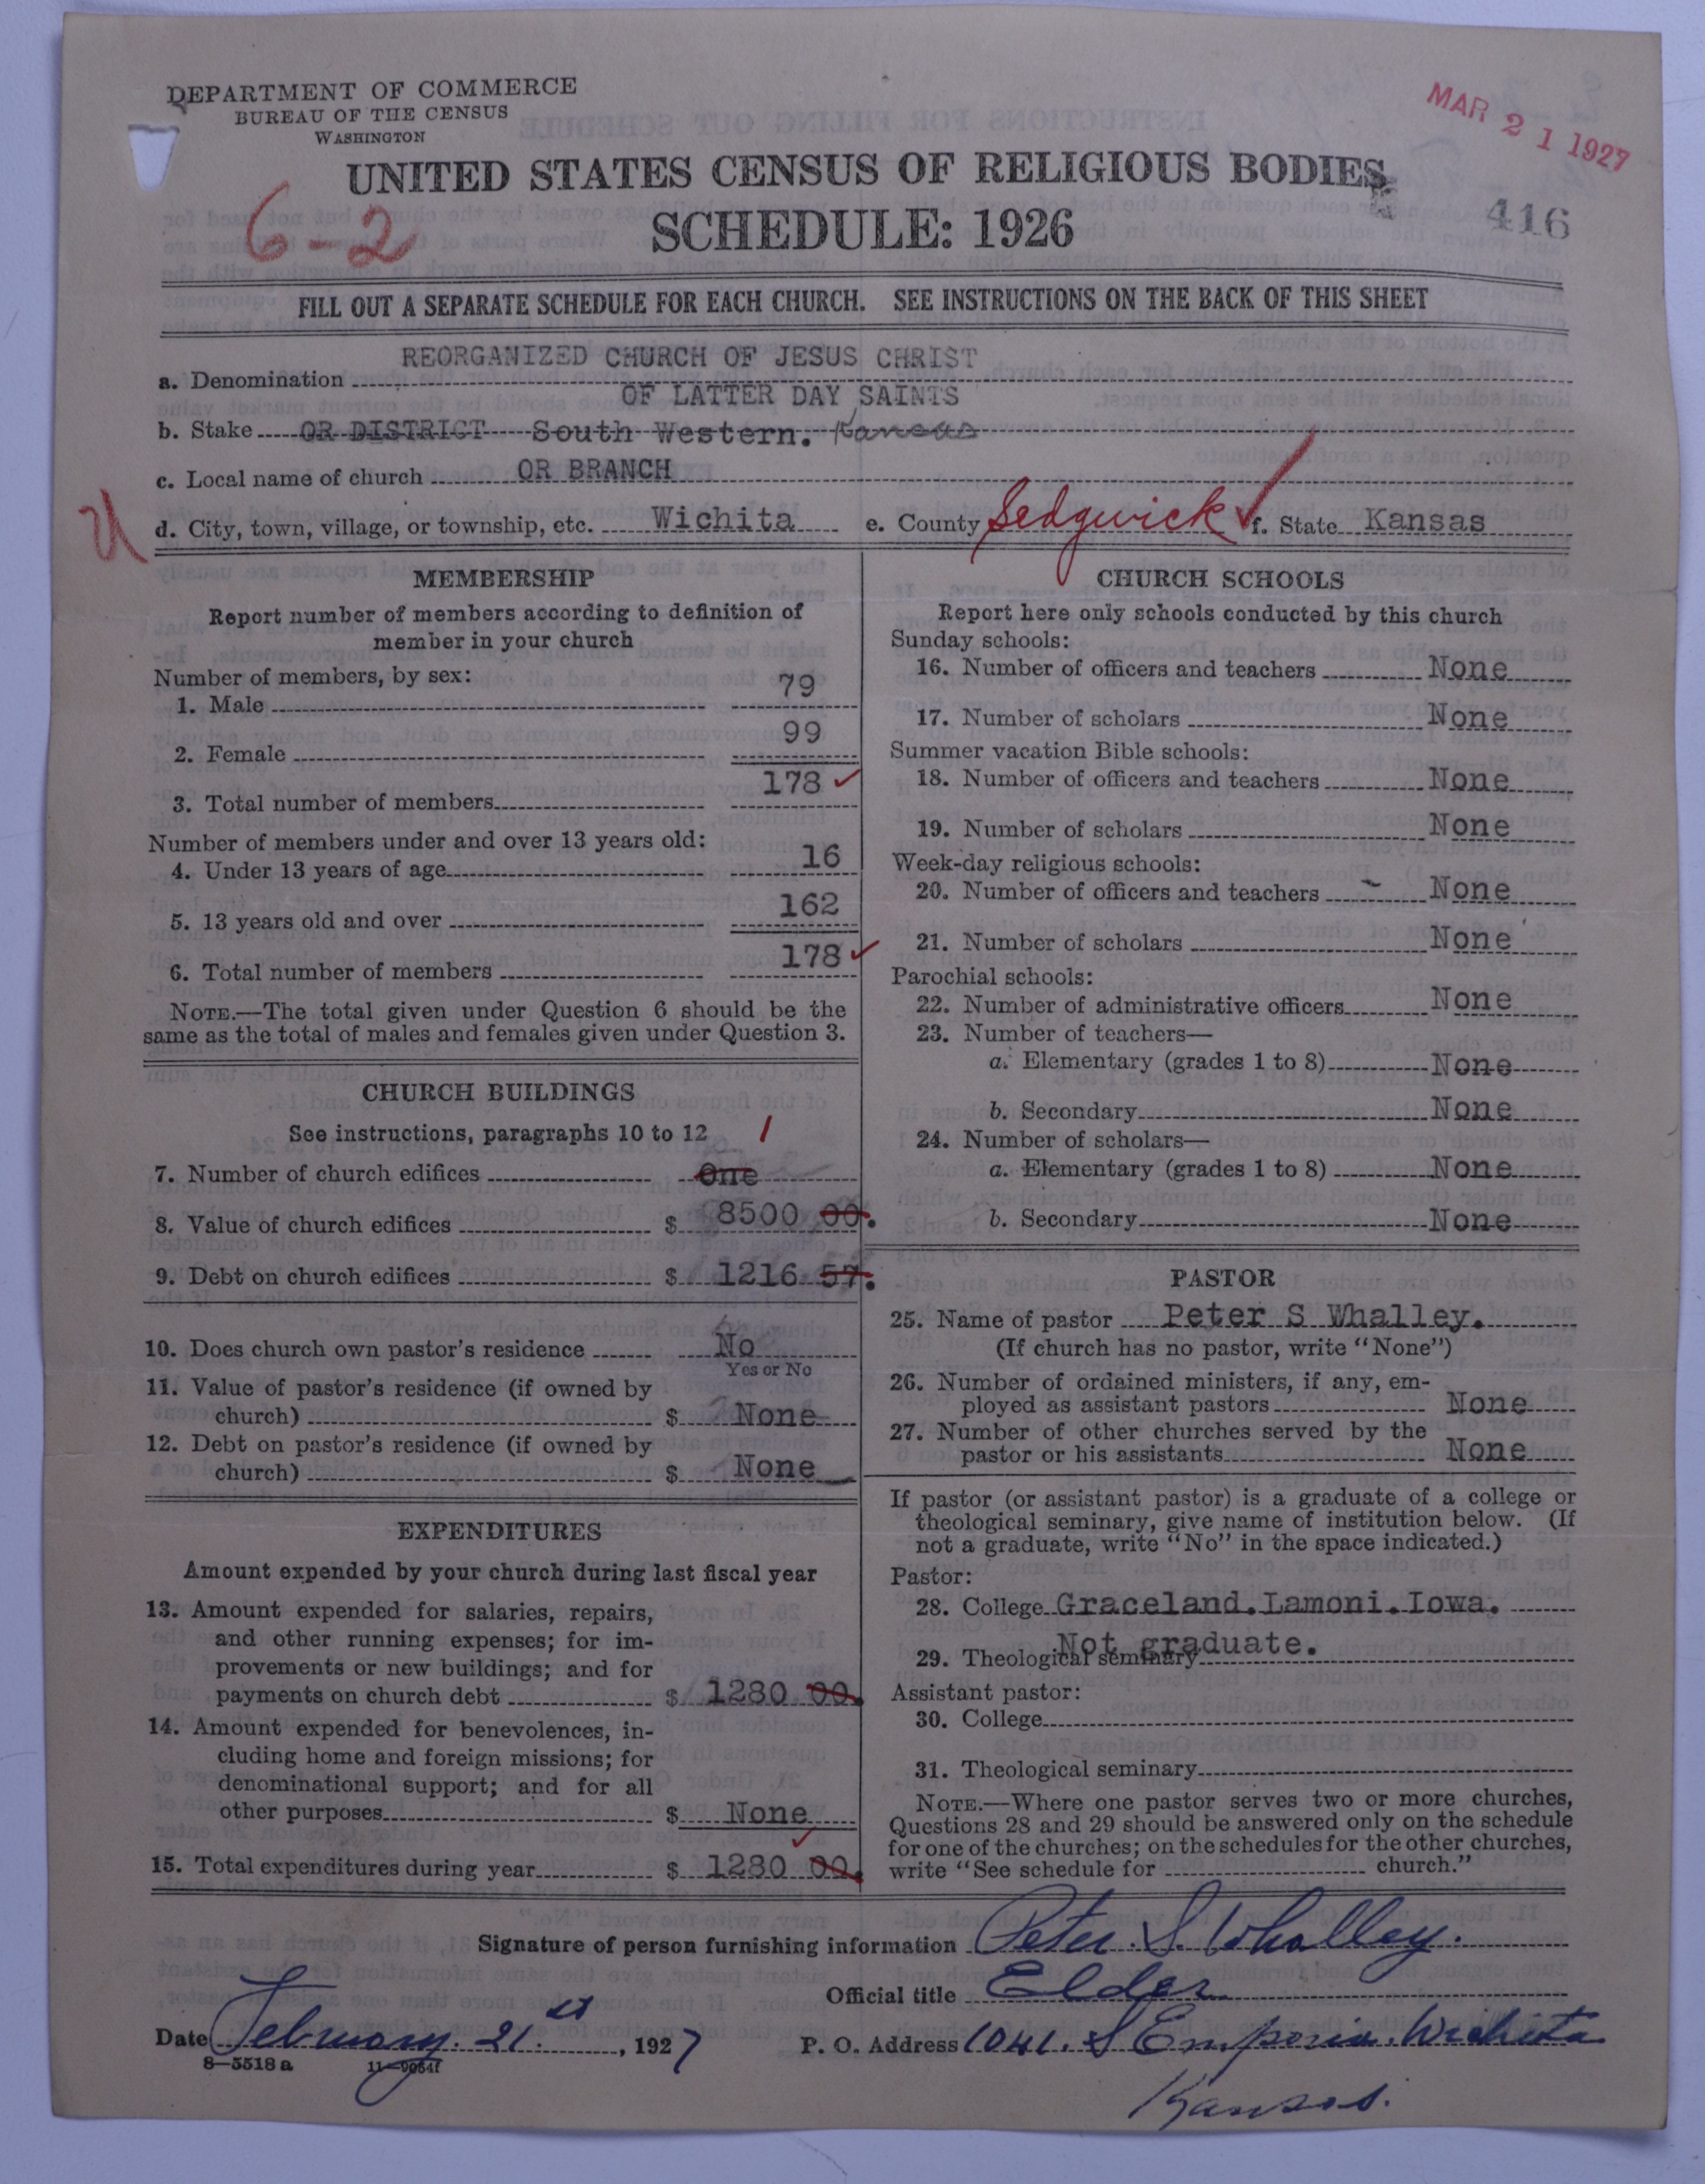 DEPARTMENT OF COMMERCE
BUREAU OF THE CENSUS
WASHINGTON
MAR 21 1927
UNITED STATES CENSUS OF RELIGIOUS BODIES
6-2
SCHEDULE: 1926
416
FILL OUT A SEPARATE SCHEDULE FOR EACH CHURCH. SEE INSTRUCTIONS ON THE BACK OF THIS SHEET
REORGANIZED CHURCH OF JESUS CHRIST
a. Denomination
OF LATTER DAY SAINTS
b. Stake OR DISTRICT South Western. Kansas
c. Local name of church OR BRANCH
u
d. City, town, village, or township, etc. Wichita e. County Sedgwick f. State Kansas
MEMBERSHIP
Report number of members according to definition of
member in your church
Number of members, by sex:
1. Male 79
2. Female 99
3. Total number of members 178 ✓
Number of members under and over 13 years old:
4. Under 13 years of age 16
5. 13 years old and over 162
6. Total number of members 178 ✓
NOTE.—The total given under Question 6 should be the
same as the total of males and females given under Question 3.
CHURCH BUILDINGS
See instructions, paragraphs 10 to 12 1
7. Number of church edifices One
8. Value of church edifices $ 8500 00.
9. Debt on church edifices $ 1216 57.
10. Does church own pastor's residence No
Yes or No
11. Value of pastor's residence (if owned by
church) $ None
12. Debt on pastor's residence (if owned by
church) $ None
EXPENDITURES
Amount expended by your church during last fiscal year
13. Amount expended for salaries, repairs,
and other running expenses; for im-
provements or new buildings; and for
payments on church debt $ 1280 00.
14. Amount expended for benevolences, in-
cluding home and foreign missions; for
denominational support; and for all
other purposes $ None
15. Total expenditures during year $ 1280 00.
CHURCH SCHOOLS
Report here only schools conducted by this church
Sunday schools:
16. Number of officers and teachers None
17. Number of scholars None
Summer vacation Bible schools:
18. Number of officers and teachers None
19. Number of scholars None
Week-day religious schools:
20. Number of officers and teachers None
21. Number of scholars None
Parochial schools:
22. Number of administrative officers None
23. Number of teachers—
a. Elementary (grades 1 to 8) None
b. Secondary None
24. Number of scholars—
a. Elementary (grades 1 to 8) None
b. Secondary None
PASTOR
25. Name of pastor Peter S Whalley.
(If church has no pastor, write "None")
26. Number of ordained ministers, if any, em-
ployed as assistant pastors None
27. Number of other churches served by the
pastor or his assistants None
If pastor (or assistant pastor) is a graduate of a college or
theological seminary, give name of institution below. (If
not a graduate, write "No" in the space indicated.)
Pastor:
28. College Graceland.Lamoni.Iowa.
Not graduate.
29. Theological seminary
Assistant pastor:
30. College
31. Theological seminary
NOTE.—Where one pastor serves two or more churches,
Questions 28 and 29 should be answered only on the schedule
for one of the churches; on the schedules for the other churches,
write "See schedule for church."
Signature of person furnishing information Peter. S. Whalley.
Official title Elder
Date February. 21st, 1927 P. O. Address 1041. S Emporia. Wichita
8—5518 a 11—9054f
Kansas.